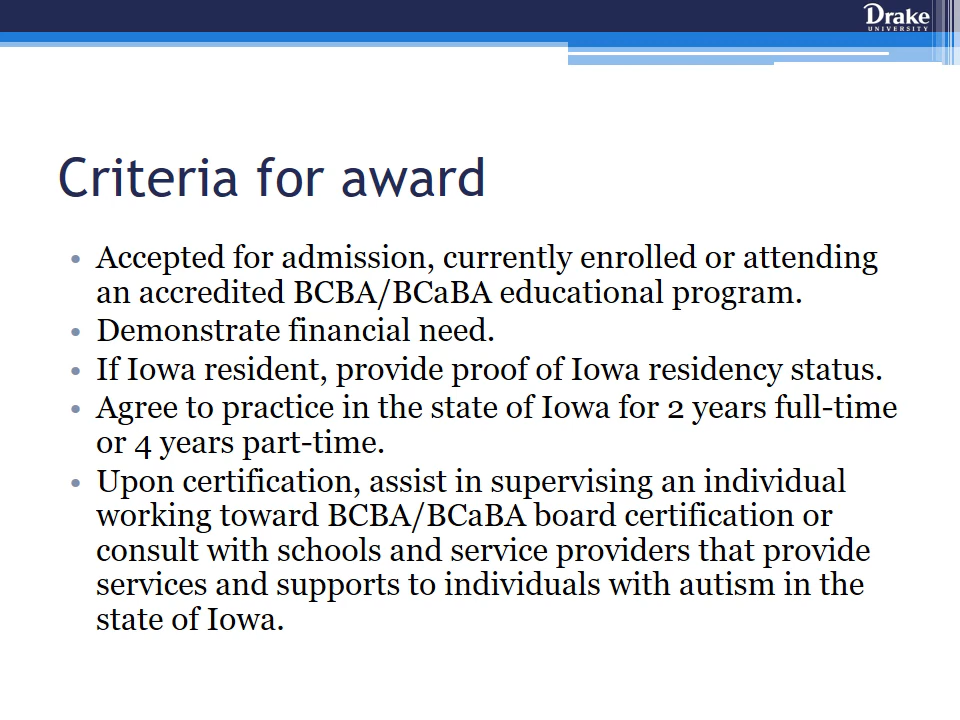 Drake
UNIVERSITY
Criteria for award
• Accepted for admission, currently enrolled or attending
an accredited BCBA/BCaBA educational program.
• Demonstrate financial need.
• If Iowa resident, provide proof of Iowa residency status.
• Agree to practice in the state of Iowa for 2 years full-time
or 4 years part-time.
• Upon certification, assist in supervising an individual
working toward BCBA/BCaBA board certification or
consult with schools and service providers that provide
services and supports to individuals with autism in the
state of Iowa.